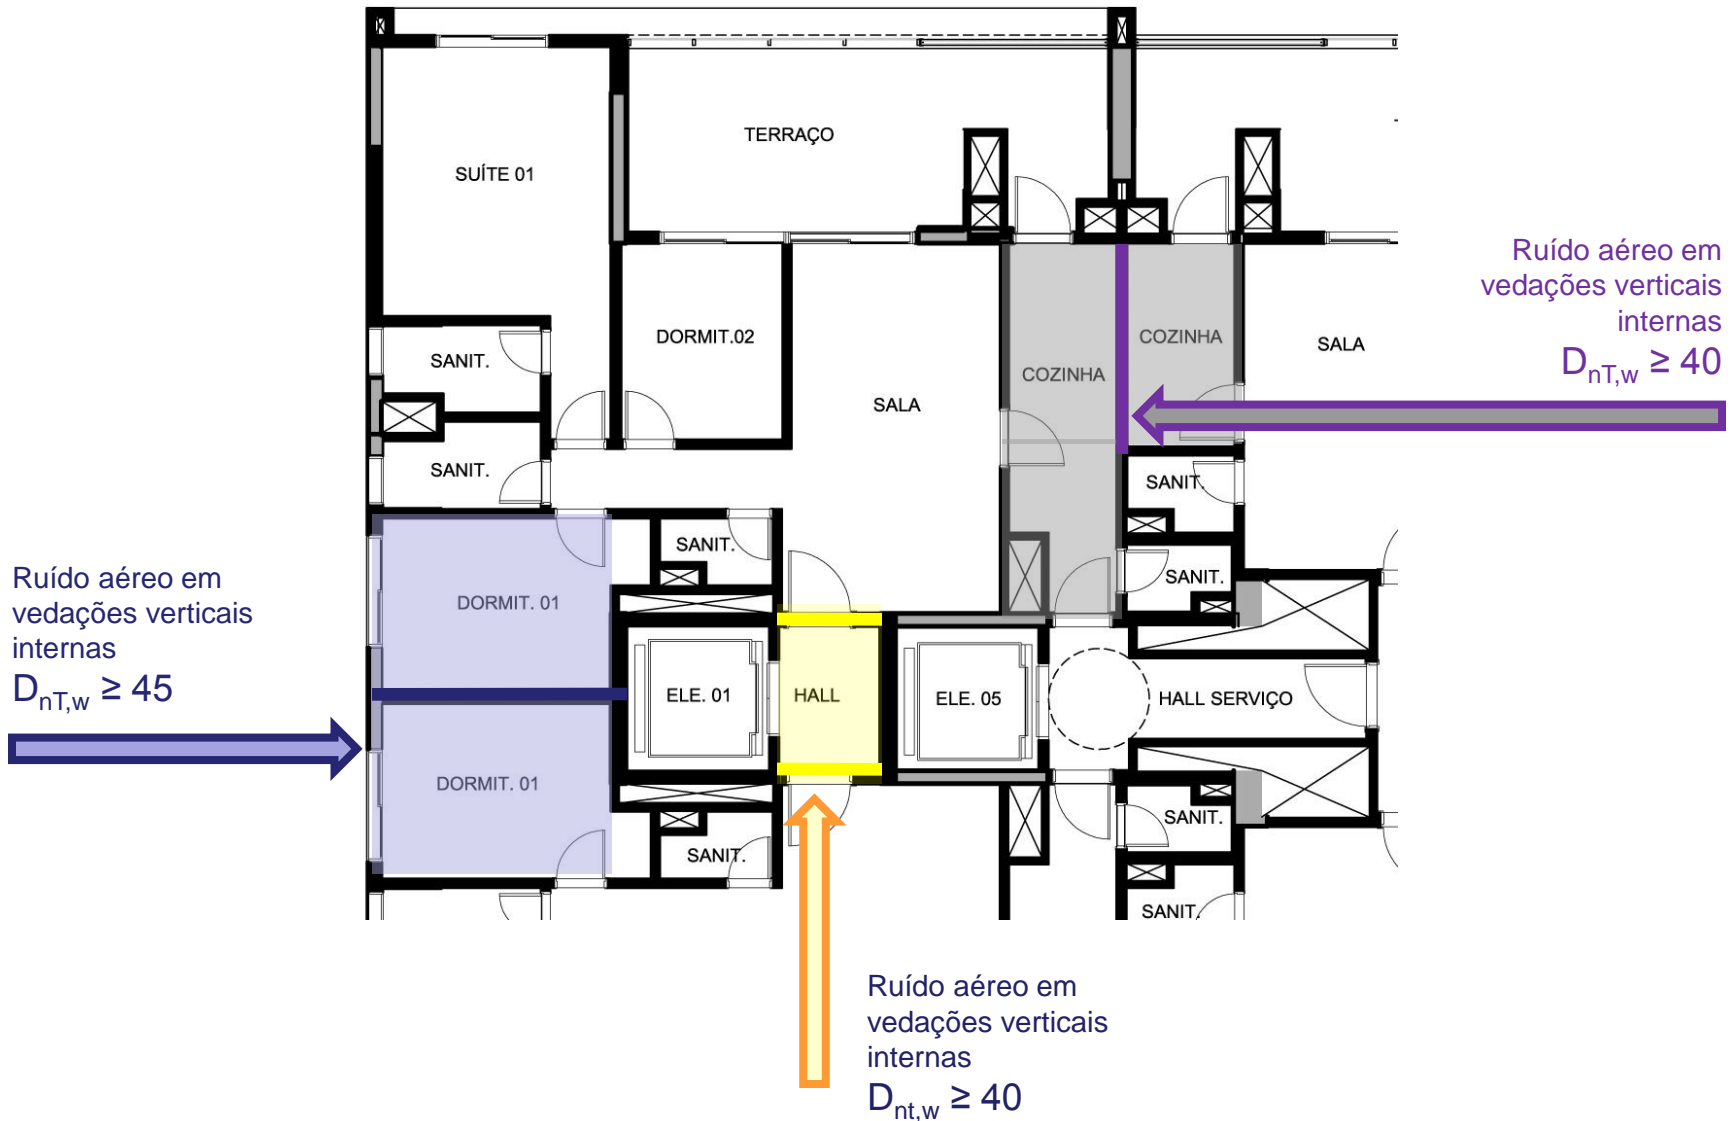 TERRAÇO
SUÍTE 01
Ruído aéreo em
vedações verticais
internas
DnT,w ≥ 40
DORMIT.02
COZINHA
SALA
SANIT.
COZINHA
SALA
SANIT.
SANIT.
SANIT.
SANIT.
Ruído aéreo em
vedações verticais
internas
DnT,w ≥ 45
DORMIT. 01
ELE. 01
HALL
ELE. 05
HALL SERVIÇO
DORMIT. 01
SANIT.
SANIT.
SANIT.
Ruído aéreo em
vedações verticais
internas
Dnt,w ≥ 40